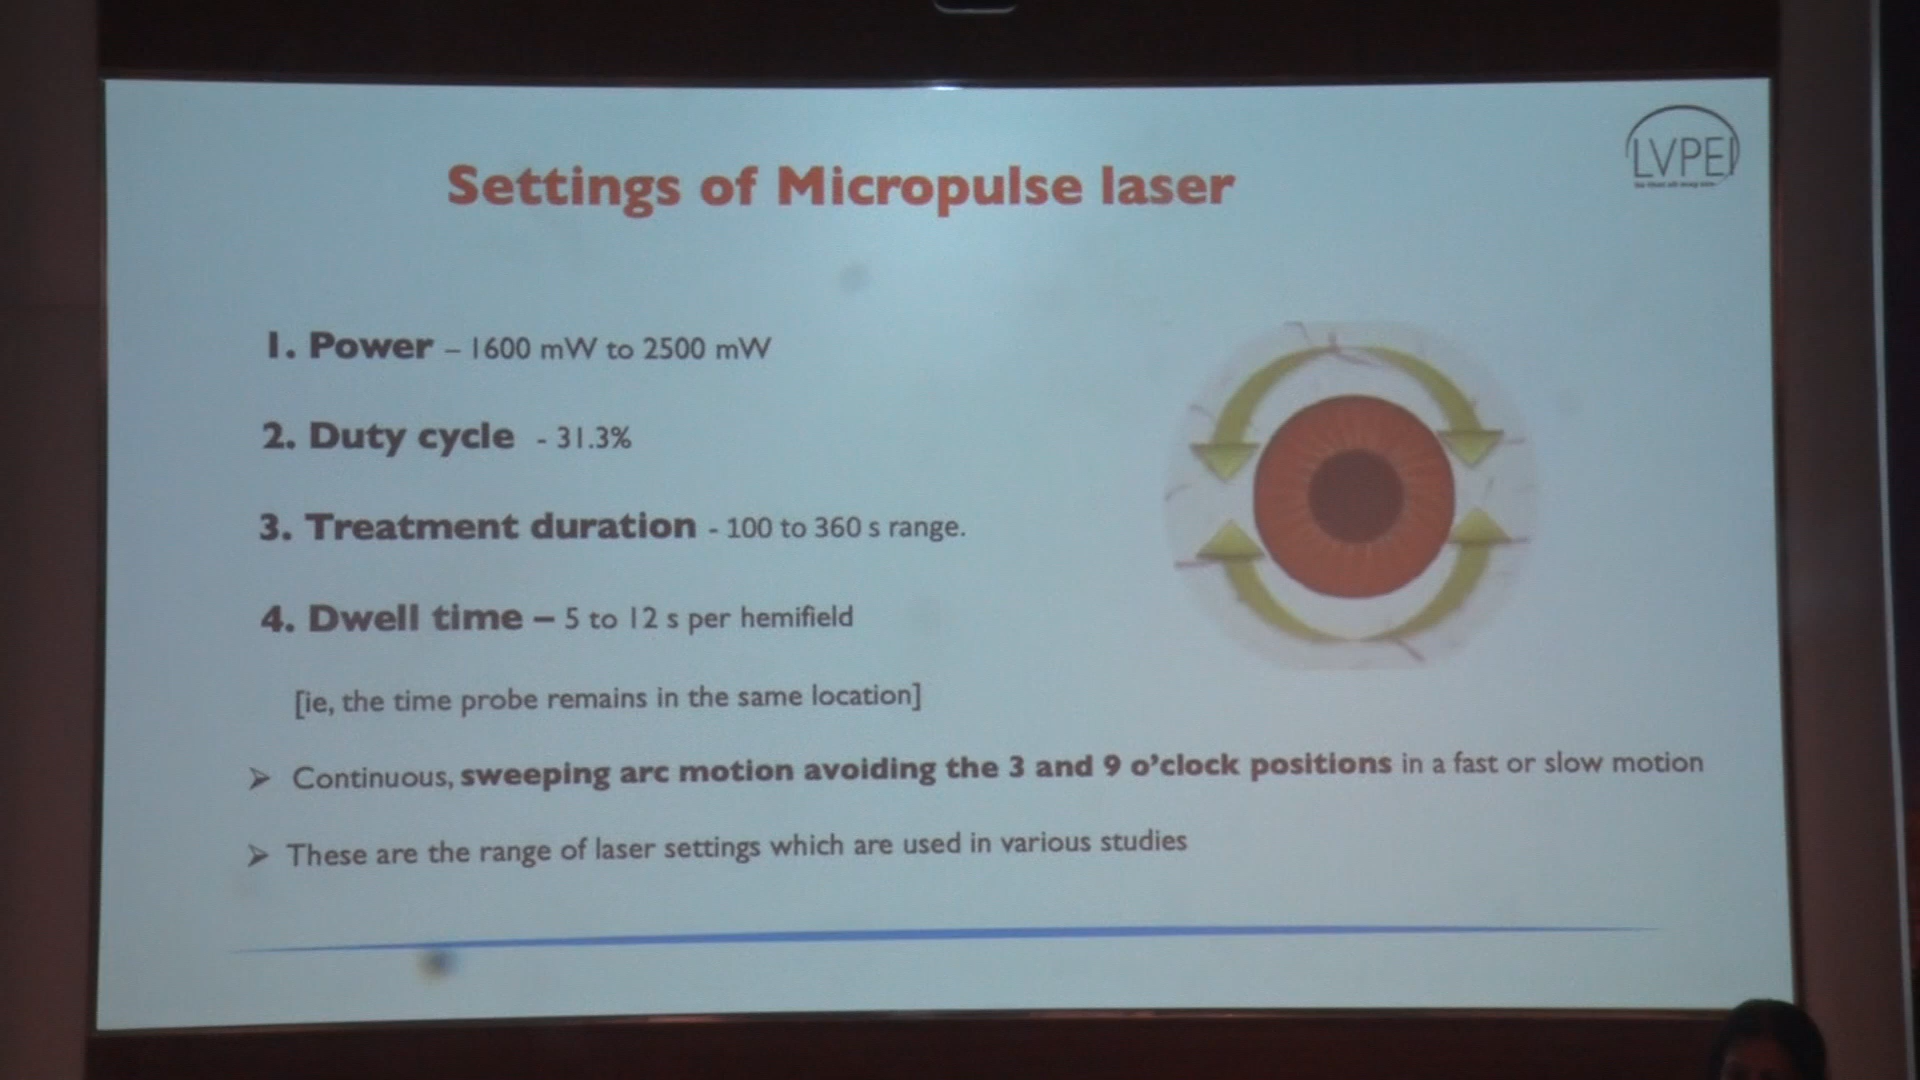 LVPEI
Settings of Micropulse laser
1. Power – 1600 mW to 2500 mW
2. Duty cycle - 31.3%
3. Treatment duration - 100 to 360 s range.
4. Dwell time – 5 to 12 s per hemifield
[ie, the time probe remains in the same location]
➢ Continuous, sweeping arc motion avoiding the 3 and 9 o’clock positions in a fast or slow motion
➢ These are the range of laser settings which are used in various studies